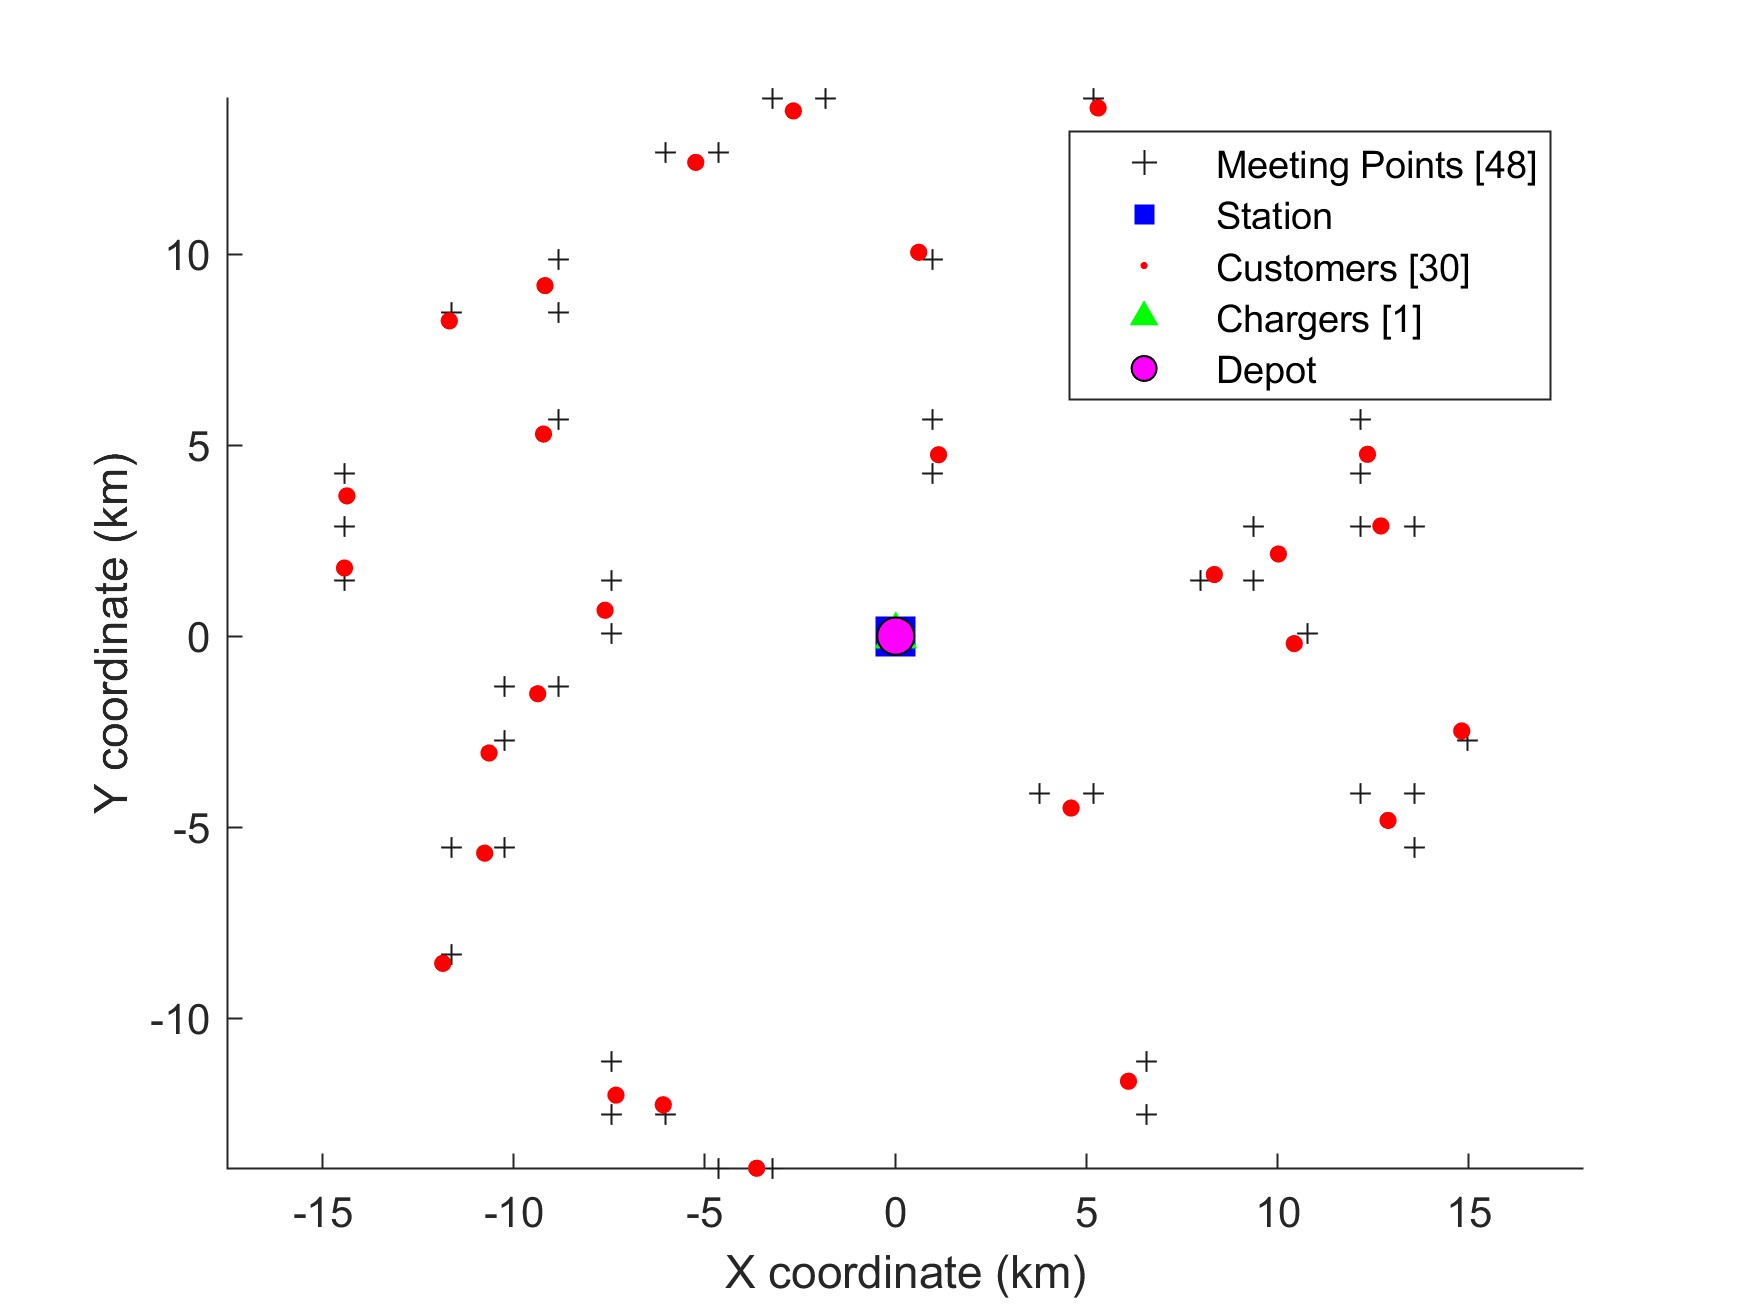 Meeting Points [48]
Station
Customers [30]
Chargers [1]
Depot
10
5
0
-5
-10
Y coordinate (km)
-15 -10 -5 0 5 10 15
X coordinate (km)